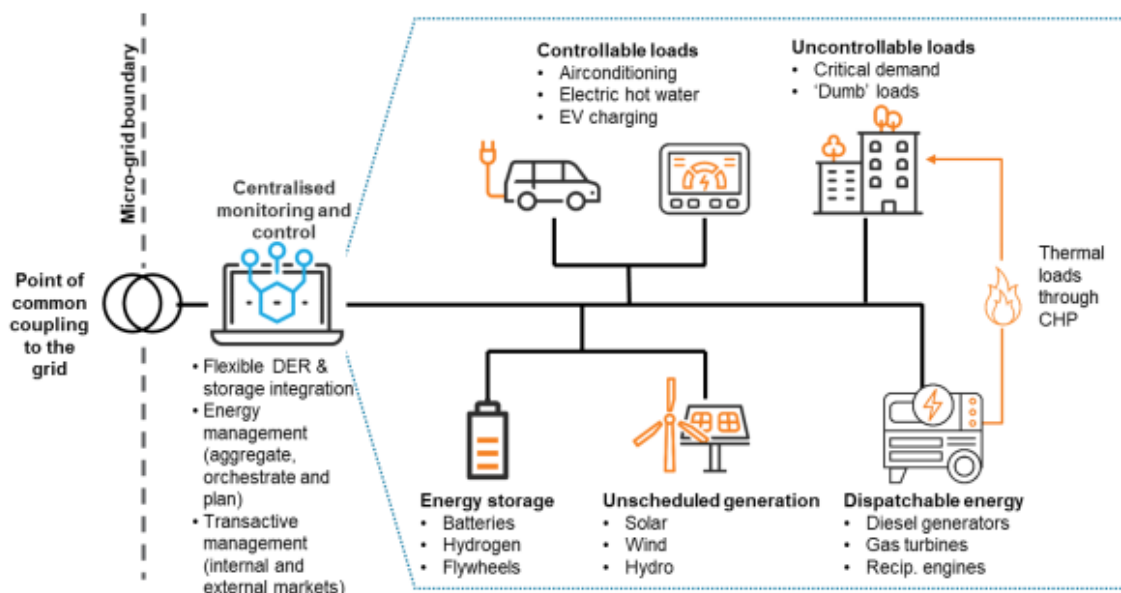 Micro-grid boundary
Point of
common
coupling
to the
grid
Centralised
monitoring and
control
• Flexible DER &
storage integration
• Energy
management
(aggregate,
orchestrate and
plan)
• Transactive
management
(internal and
external markets)
Controllable loads
• Airconditioning
• Electric hot water
• EV charging
Uncontrollable loads
• Critical demand
• 'Dumb' loads
Thermal
loads
through
CHP
Energy storage
• Batteries
• Hydrogen
• Flywheels
Unscheduled generation
• Solar
• Wind
• Hydro
Dispatchable energy
• Diesel generators
• Gas turbines
• Recip. engines